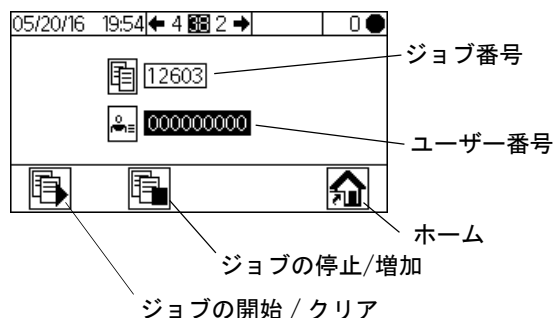 05/20/16 19:54 4 38 2 0
ジョブ番号
12603
000000000
ユーザー番号
ホーム
ジョブの停止/増加
ジョブの開始 / クリア